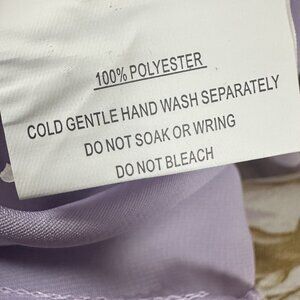 100% POLYESTER
COLD GENTLE HAND WASH SEPARATELY
DO NOT SOAK OR WRING
DO NOT BLEACH